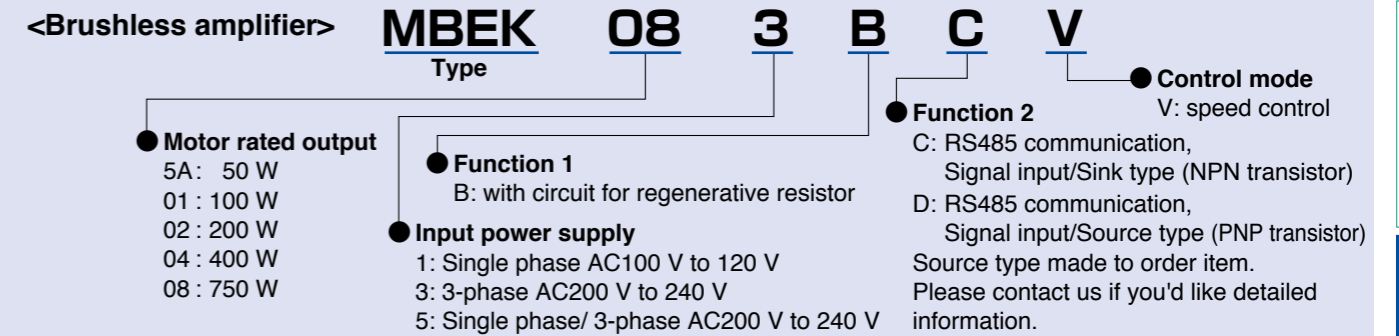 <Brushless amplifier> MBEK 08 3 B C V
Type
● Control mode
V: speed control
● Motor rated output
5A: 50 W
01 : 100 W
02 : 200 W
04 : 400 W
08 : 750 W
● Input power supply
1: Single phase AC100 V to 120 V
3: 3-phase AC200 V to 240 V
5: Single phase/ 3-phase AC200 V to 240 V
● Function 1
B: with circuit for regenerative resistor
● Function 2
C: RS485 communication,
Signal input/Sink type (NPN transistor)
D: RS485 communication,
Signal input/Source type (PNP transistor)
Source type made to order item.
Please contact us if you'd like detailed
information.